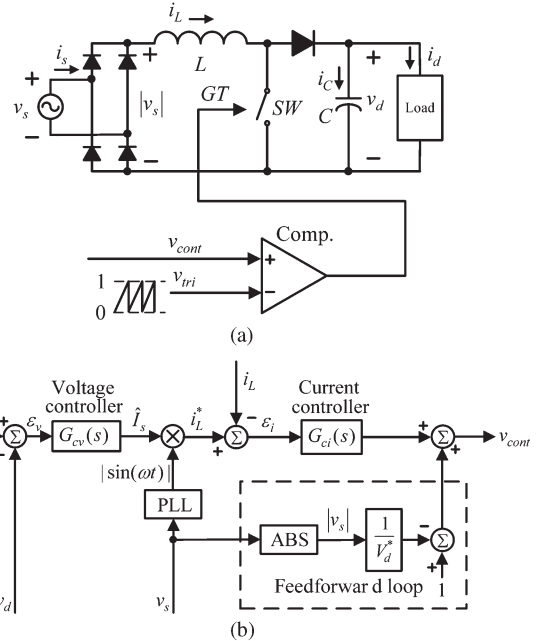 i_L
i_s
+
L
i_d
+
+
|v_s|
GT
SW
i_C
v_d
Load
v_s
C
−
−
−
v_cont
Comp.
1
v_tri
+
−
0
(a)
i_L
Voltage
controller
Current
controller
+
Σ
ε_v
G_cv(s)
Î_s
×
i_L^*
−
Σ
+
ε_i
G_ci(s)
+
Σ
+
v_cont
−
|sin(ωt)|
PLL
ABS
|v_s|
1
V_d^*
−
Σ
+
1
Feedforwar d loop
v_d
v_s
(b)